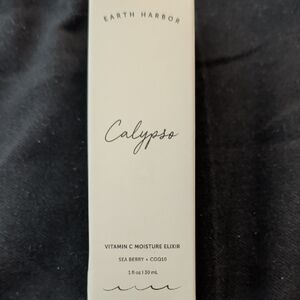 EARTH HARBOR
Calypso
VITAMIN C MOISTURE ELIXIR
SEA BERRY + COQ10
1 fl oz | 30 mL